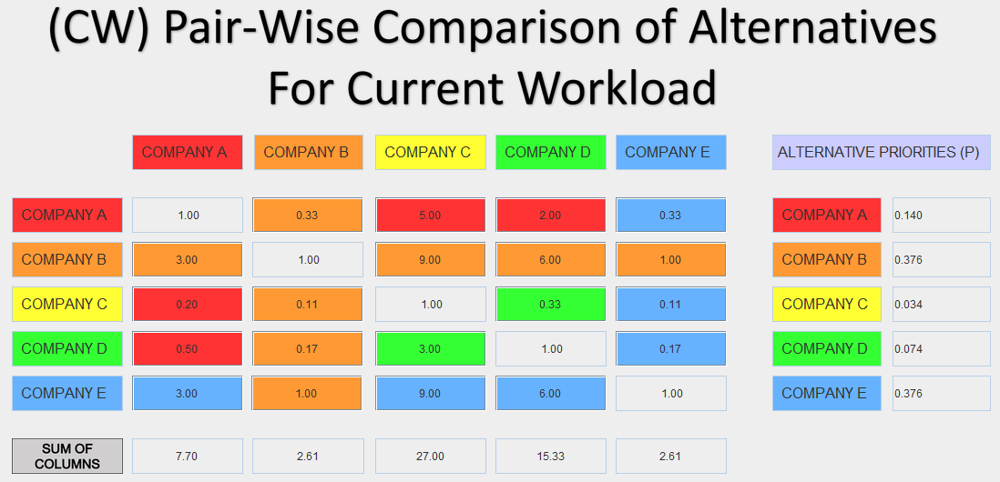 (CW) Pair-Wise Comparison of Alternatives
For Current Workload
COMPANY A COMPANY B COMPANY C COMPANY D COMPANY E ALTERNATIVE PRIORITIES (P)
COMPANY A 1.00 0.33 5.00 2.00 0.33 COMPANY A 0.140
COMPANY B 3.00 1.00 9.00 6.00 1.00 COMPANY B 0.376
COMPANY C 0.20 0.11 1.00 0.33 0.11 COMPANY C 0.034
COMPANY D 0.50 0.17 3.00 1.00 0.17 COMPANY D 0.074
COMPANY E 3.00 1.00 9.00 6.00 1.00 COMPANY E 0.376
SUM OF
COLUMNS 7.70 2.61 27.00 15.33 2.61